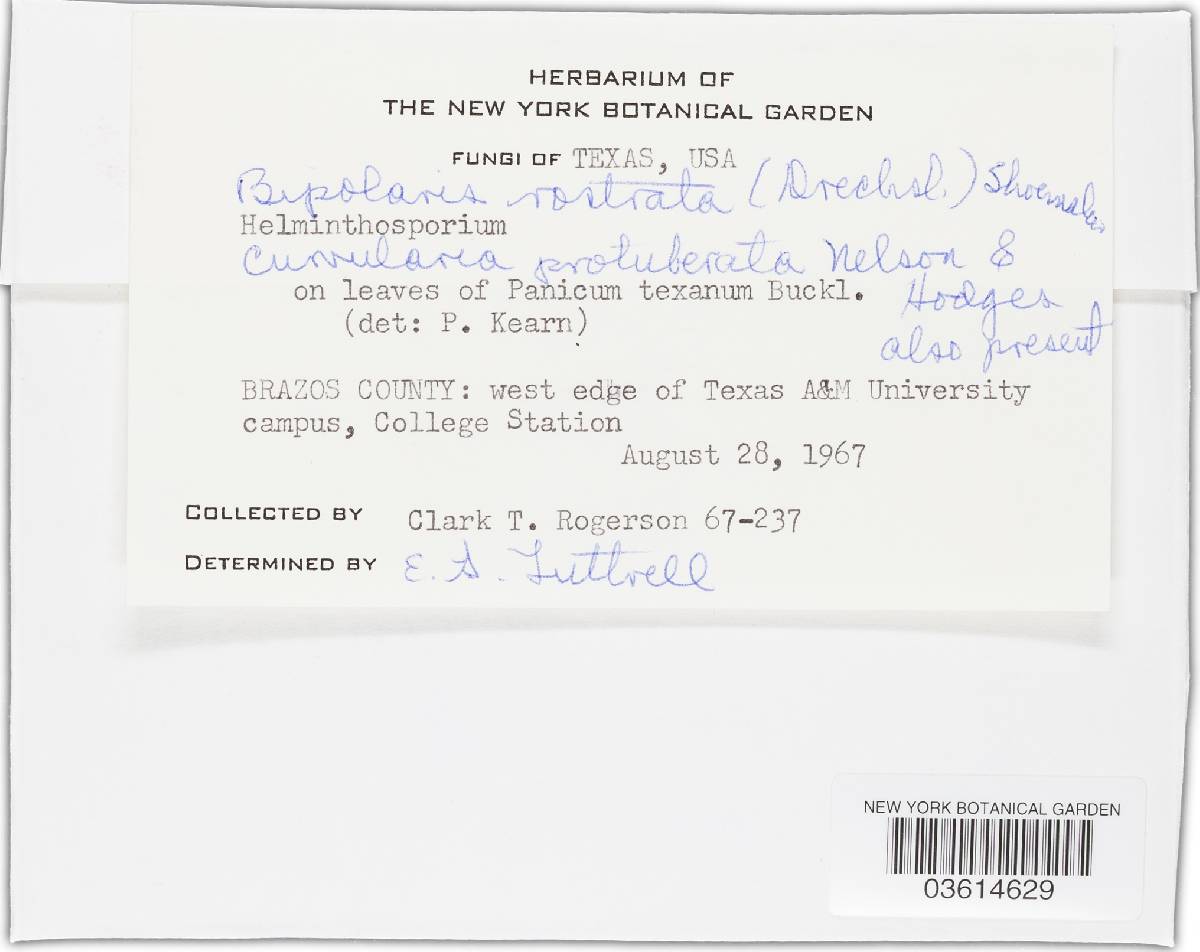 HERBARIUM OF
THE NEW YORK BOTANICAL GARDEN
FUNGI OF TEXAS, USA
Bipolaris rostrata (Drechsl.) Shoemaker
Helminthosporium
Curvularia protuberata Nelson &
on leaves of Panicum texanum Buckl. Hodges
(det: P. Kearn) also present
BRAZOS COUNTY: west edge of Texas A&M University
campus, College Station
August 28, 1967
COLLECTED BY Clark T. Rogerson 67-237
DETERMINED BY E. S. Luttrell
NEW YORK BOTANICAL GARDEN
03614629